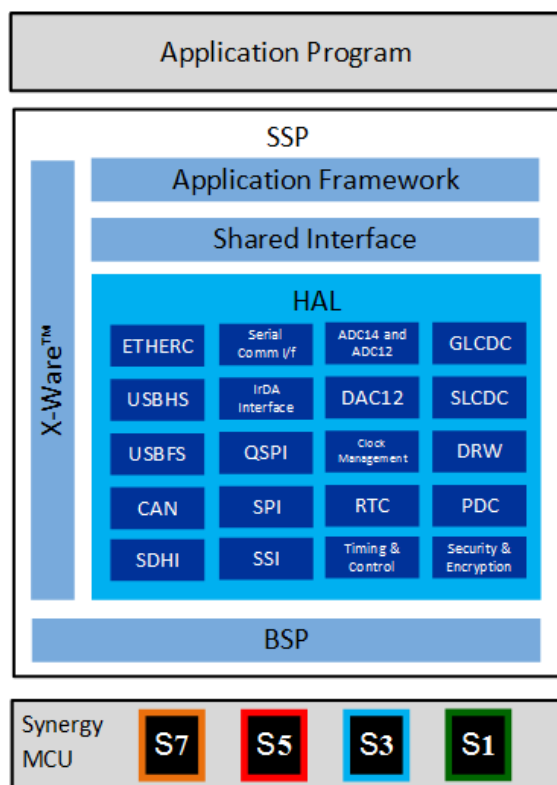 Application Program
SSP
Application Framework
Shared Interface
X-Ware™
HAL
ETHERC
Serial
Comm I/f
ADC14 and
ADC12
GLCDC
USBHS
IrDA
Interface
DAC12
SLCDC
USBFS
QSPI
Clock
Management
DRW
CAN
SPI
RTC
PDC
SDHI
SSI
Timing &
Control
Security &
Encryption
BSP
Synergy
MCU
S7
S5
S3
S1